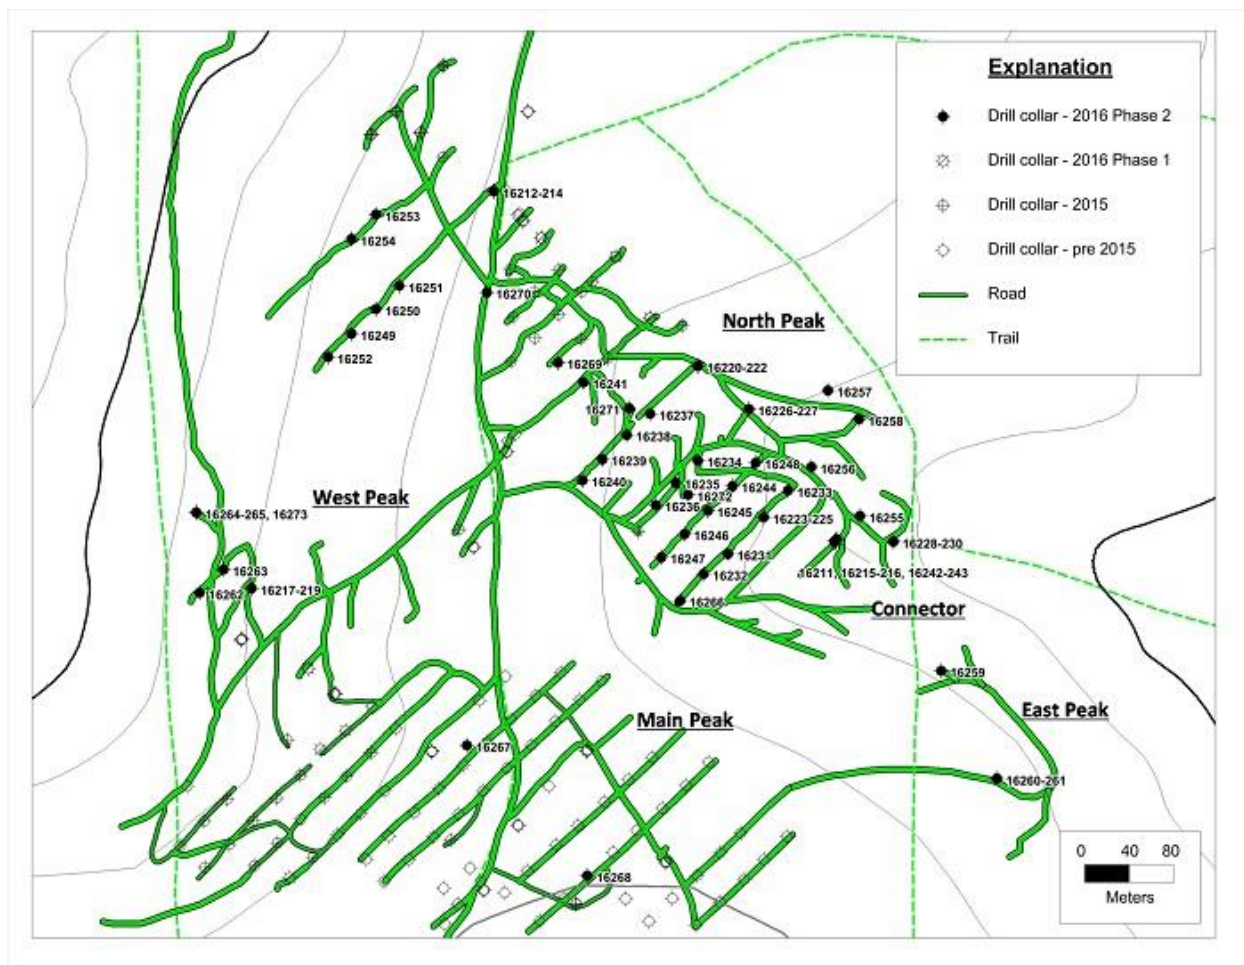 Explanation
Drill collar - 2016 Phase 2
Drill collar - 2016 Phase 1
Drill collar - 2015
Drill collar - pre 2015
Road
Trail
16212-214
16253
16254
16251
16250
16249
16252
16270
North Peak
16269
16220-222
16241
16257
16271
16237
16226-227
16258
16238
16239
16234
16248
16256
16240
16235
16244
16233
16272
West Peak
16236
16245
16223-225
16255
16264-265, 16273
16246
16228-230
16247
16231
16263
16232
16211, 16215-216, 16242-243
16262
16217-219
16266
Connector
16259
East Peak
Main Peak
16267
16260-261
16268
0 40 80
Meters